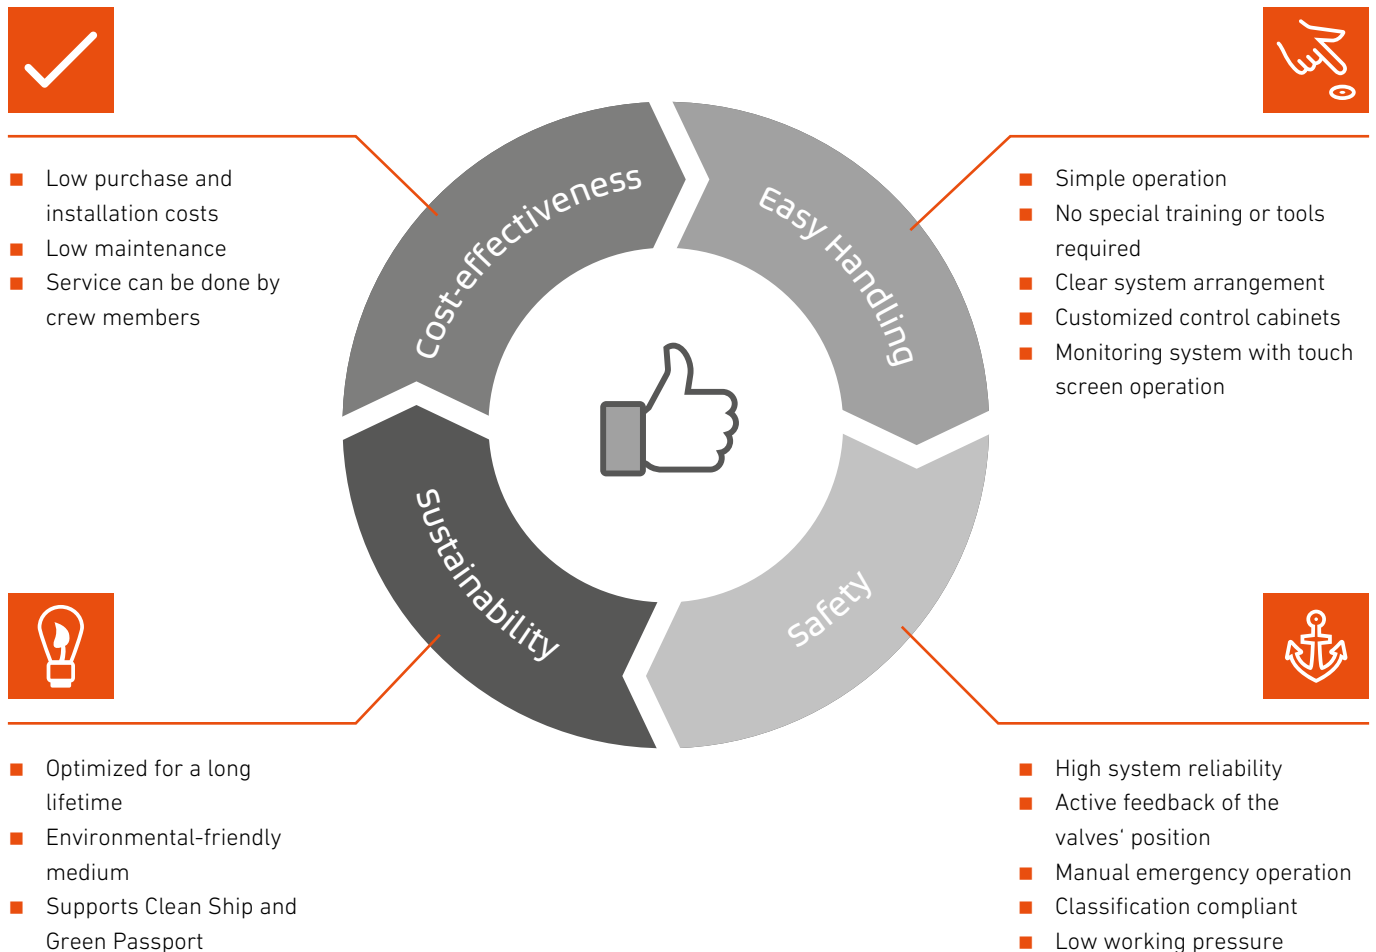 Cost-effectiveness
Low purchase and
installation costs
Low maintenance
Service can be done by
crew members
Easy Handling
Simple operation
No special training or tools
required
Clear system arrangement
Customized control cabinets
Monitoring system with touch
screen operation
Sustainability
Optimized for a long
lifetime
Environmental-friendly
medium
Supports Clean Ship and
Green Passport
Safety
High system reliability
Active feedback of the
valves‘ position
Manual emergency operation
Classification compliant
Low working pressure